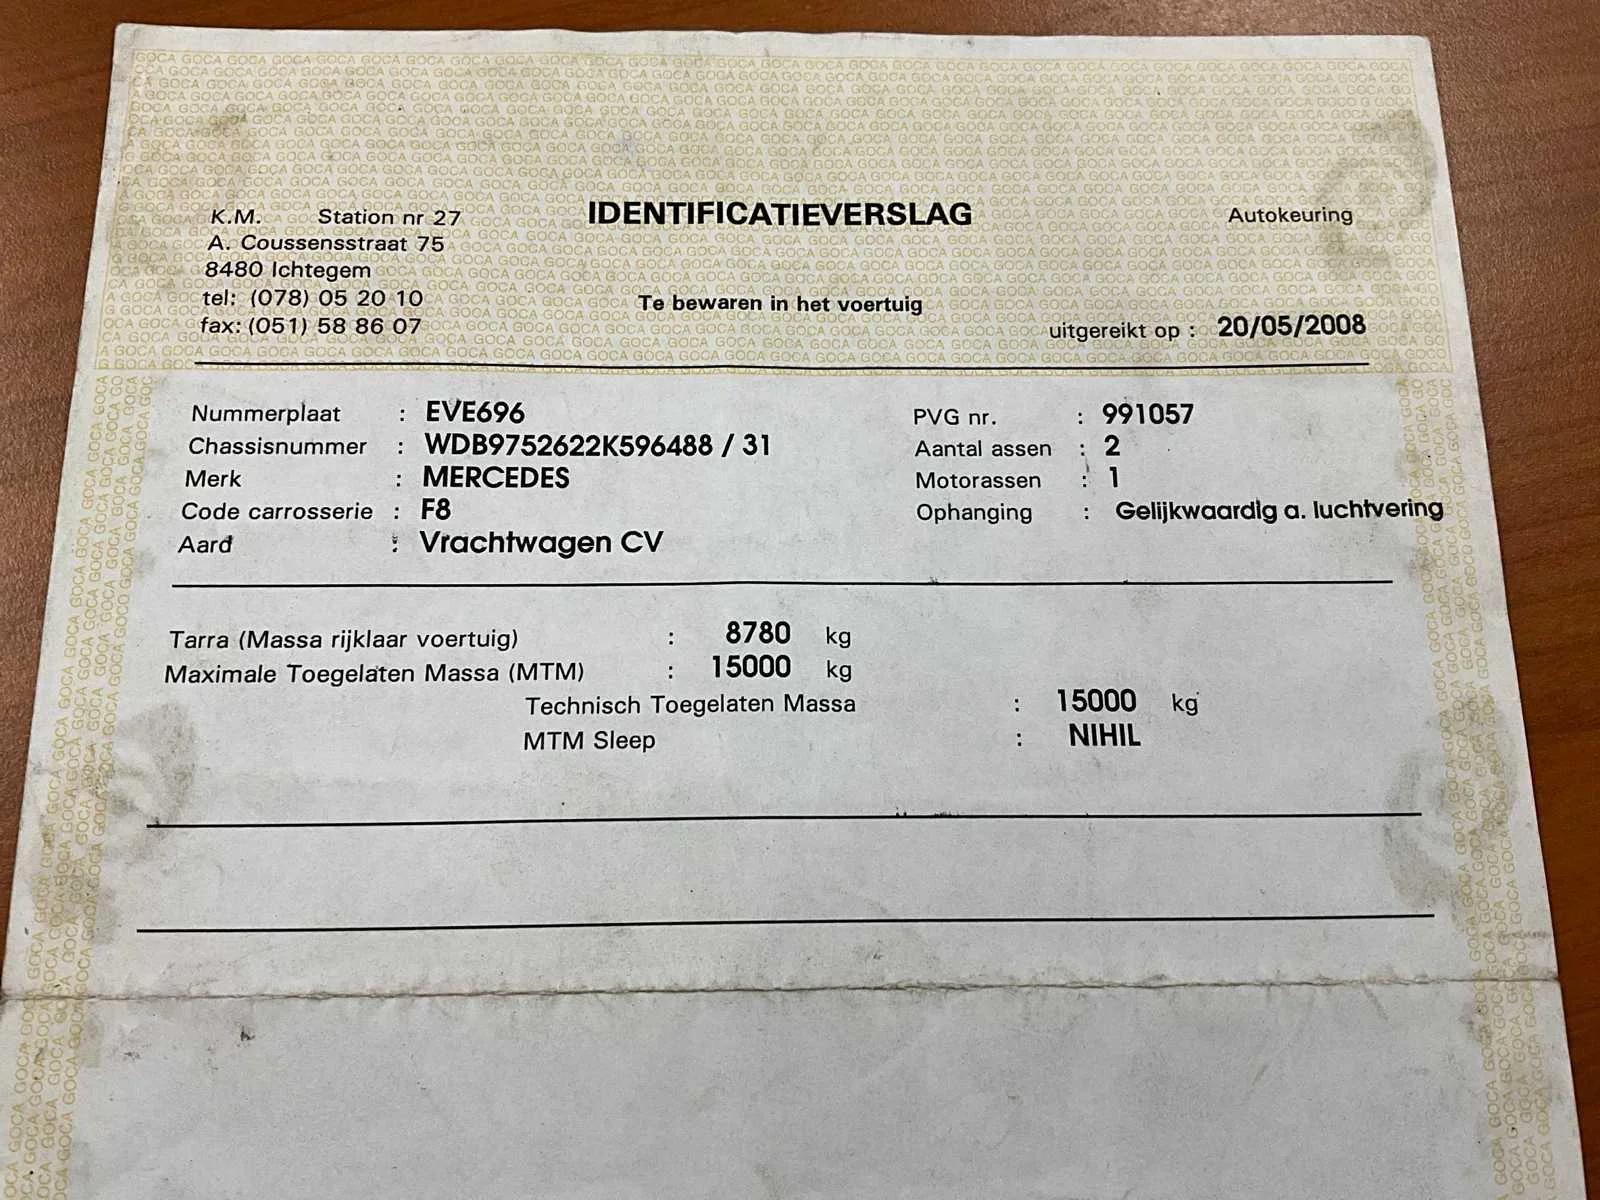 K.M. Station nr 27
IDENTIFICATIEVERSLAG
Autokeuring
A. Coussensstraat 75
8480 Ichtegem
tel: (078) 05 20 10
Te bewaren in het voertuig
fax: (051) 58 86 07
uitgereikt op : 20/05/2008
Nummerplaat : EVE696
PVG nr. : 991057
Chassisnummer : WDB9752622K596488 / 31
Aantal assen : 2
Merk : MERCEDES
Motorassen : 1
Code carrosserie : F8
Ophanging : Gelijkwaardig a. luchtvering
Aard : Vrachtwagen CV
Tarra (Massa rijklaar voertuig) : 8780 kg
Maximale Toegelaten Massa (MTM) : 15000 kg
Technisch Toegelaten Massa : 15000 kg
MTM Sleep : NIHIL